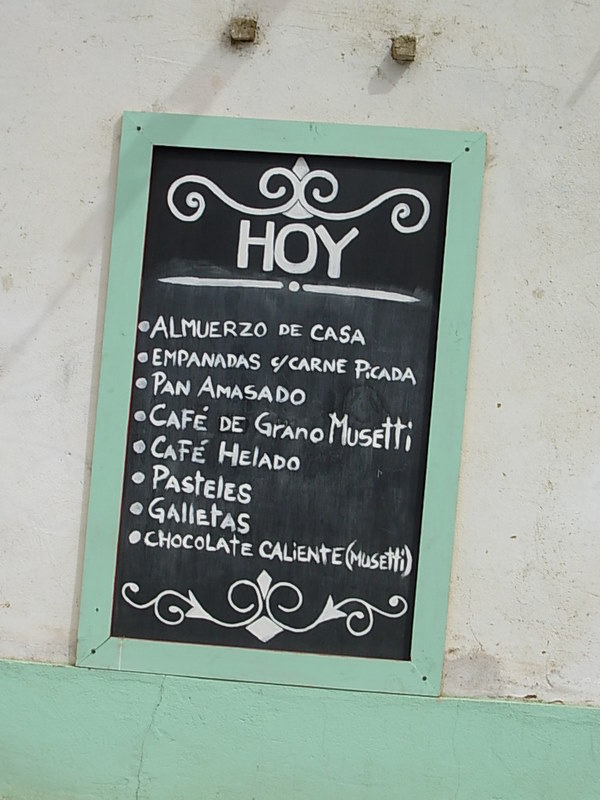 HOY
• ALMUERZO DE CASA
• EMPANADAS C/CARNE PICADA
• PAN AMASADO
• CAFÉ DE GRANO MUSETTI
• CAFÉ HELADO
• PASTELES
• GALLETAS
• CHOCOLATE CALIENTE (MUSETTI)